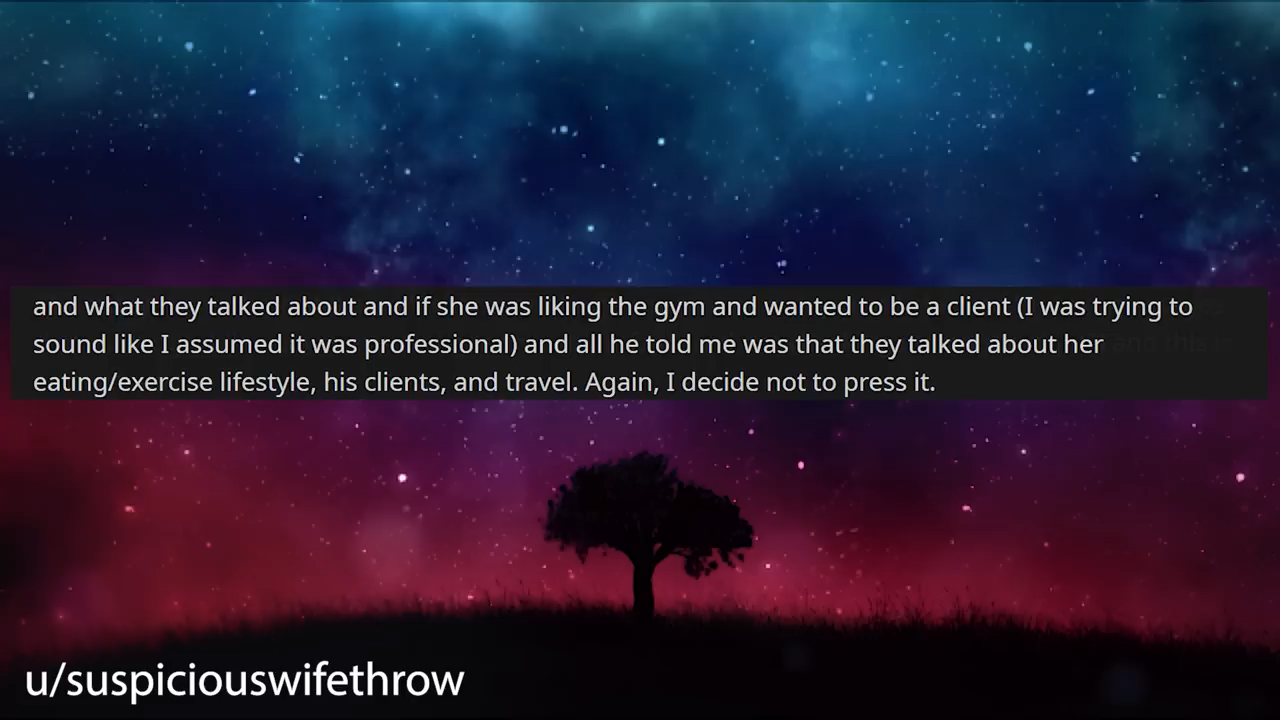 and what they talked about and if she was liking the gym and wanted to be a client (I was trying to
sound like I assumed it was professional) and all he told me was that they talked about her
eating/exercise lifestyle, his clients, and travel. Again, I decide not to press it.
u/suspiciouswifethrow